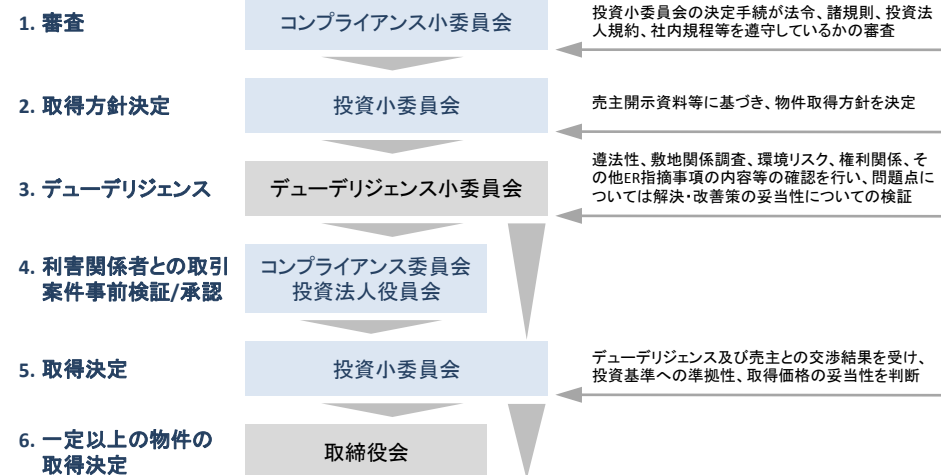 1. 審査
コンプライアンス小委員会
投資小委員会の決定手続が法令、諸規則、投資法
人規約、社内規程等を遵守しているかの審査
2. 取得方針決定
投資小委員会
売主開示資料等に基づき、物件取得方針を決定
3. デューデリジェンス
デューデリジェンス小委員会
遵法性、敷地関係調査、環境リスク、権利関係、そ
の他ER指摘事項の内容等の確認を行い、問題点に
ついては解決・改善策の妥当性についての検証
4. 利害関係者との取引
案件事前検証/承認
コンプライアンス委員会
投資法人役員会
5. 取得決定
投資小委員会
デューデリジェンス及び売主との交渉結果を受け、
投資基準への準拠性、取得価格の妥当性を判断
6. 一定以上の物件の
取得決定
取締役会